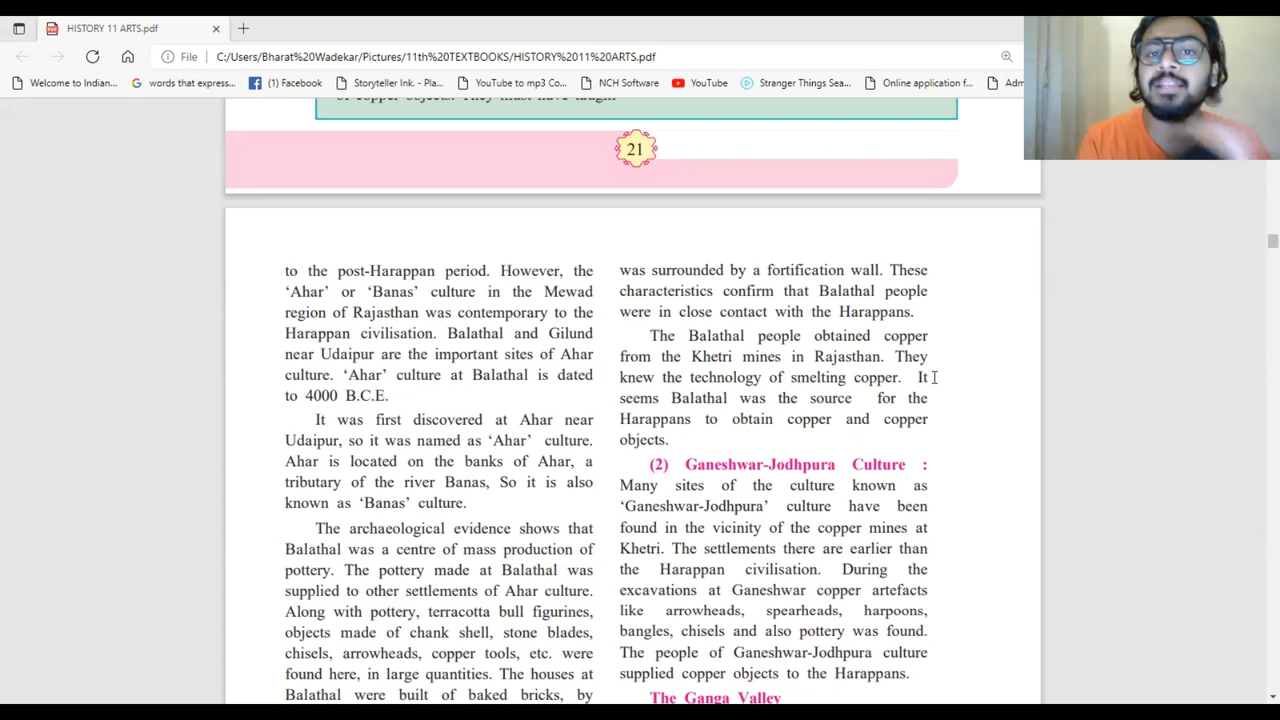 HISTORY 11 ARTS.pdf
File
C:/Users/Bharat%20Wadekar/Pictures/11th%20TEXTBOOKS/HISTORY%2011%20ARTS.pdf
Welcome to Indian...
words that express...
(1) Facebook
Storyteller Ink. - Pla...
YouTube to mp3 Co...
NCH Software
YouTube
Stranger Things Sea...
Online application f...
Adm
of copper objects. They must have taught
21
to the post-Harappan period. However, the
‘Ahar’ or ‘Banas’ culture in the Mewad
region of Rajasthan was contemporary to the
Harappan civilisation. Balathal and Gilund
near Udaipur are the important sites of Ahar
culture. ‘Ahar’ culture at Balathal is dated
to 4000 B.C.E.
It was first discovered at Ahar near
Udaipur, so it was named as ‘Ahar’ culture.
Ahar is located on the banks of Ahar, a
tributary of the river Banas, So it is also
known as ‘Banas’ culture.
The archaeological evidence shows that
Balathal was a centre of mass production of
pottery. The pottery made at Balathal was
supplied to other settlements of Ahar culture.
Along with pottery, terracotta bull figurines,
objects made of chank shell, stone blades,
chisels, arrowheads, copper tools, etc. were
found here, in large quantities. The houses at
Balathal were built of baked bricks, by
was surrounded by a fortification wall. These
characteristics confirm that Balathal people
were in close contact with the Harappans.
The Balathal people obtained copper
from the Khetri mines in Rajasthan. They
knew the technology of smelting copper. It
seems Balathal was the source for the
Harappans to obtain copper and copper
objects.
(2) Ganeshwar-Jodhpura Culture :
Many sites of the culture known as
‘Ganeshwar-Jodhpura’ culture have been
found in the vicinity of the copper mines at
Khetri. The settlements there are earlier than
the Harappan civilisation. During the
excavations at Ganeshwar copper artefacts
like arrowheads, spearheads, harpoons,
bangles, chisels and also pottery was found.
The people of Ganeshwar-Jodhpura culture
supplied copper objects to the Harappans.
The Ganga Valley